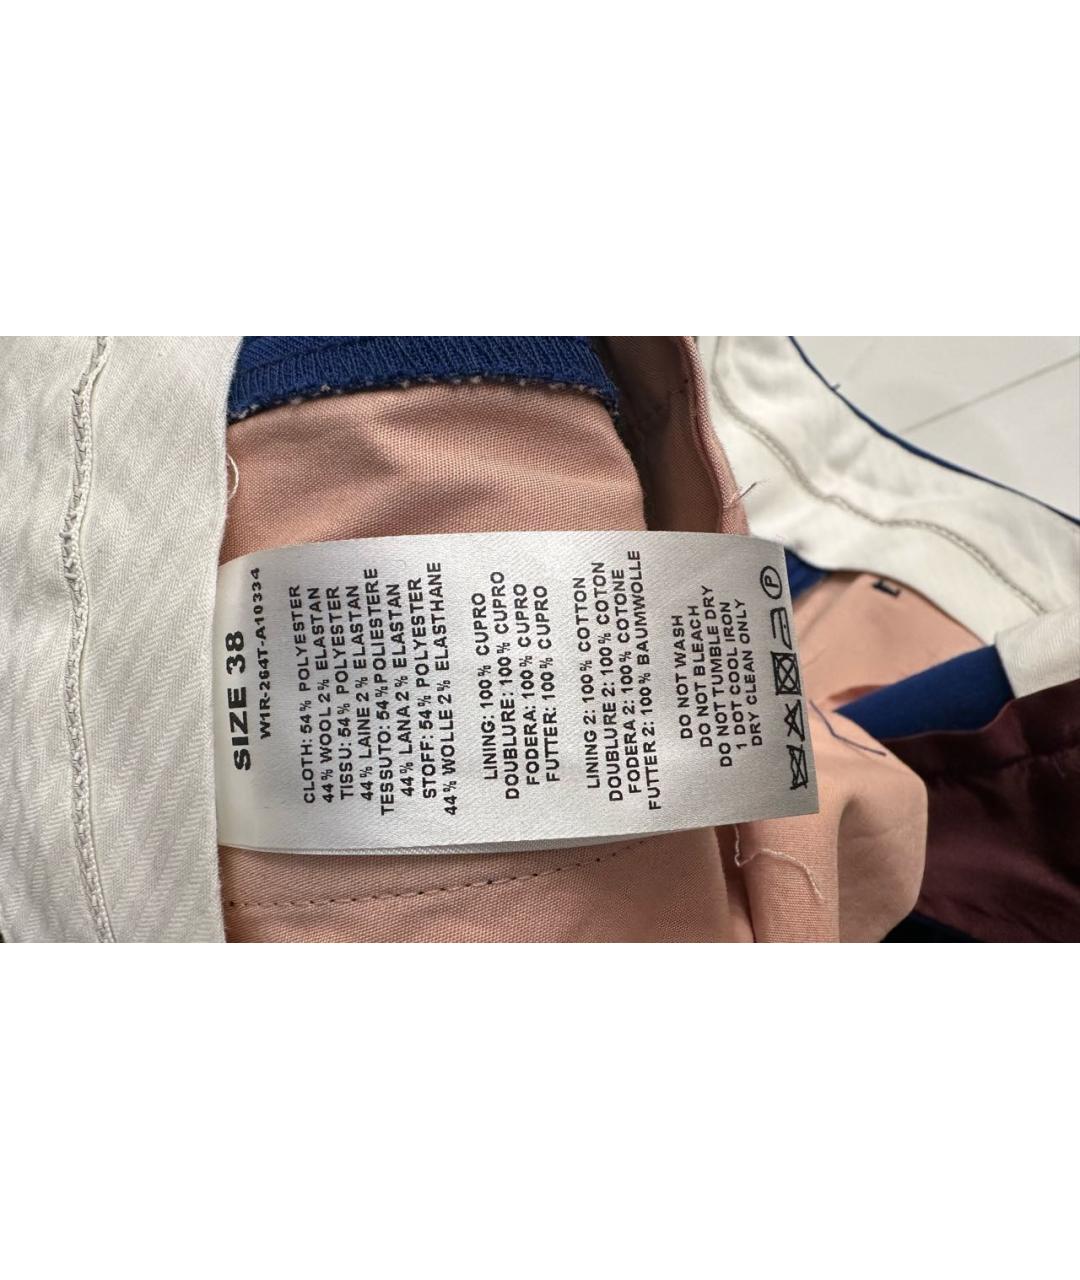 SIZE 38
W1R-264T-A10334
CLOTH: 54% POLYESTER
44% WOOL 2% ELASTAN
TISSU: 54% POLYESTER
44% LAINE 2% ELASTAN
TESSUTO: 54% POLIESTERE
44% LANA 2% ELASTAN
STOFF: 54% POLYESTER
44% WOLLE 2% ELASTHANE
LINING: 100% CUPRO
DOUBLURE: 100% CUPRO
FODERA: 100% CUPRO
FUTTER: 100% CUPRO
LINING 2: 100% COTTON
DOUBLURE 2: 100% COTON
FODERA 2: 100% COTONE
FUTTER 2: 100% BAUMWOLLE
DO NOT WASH
DO NOT BLEACH
DO NOT TUMBLE DRY
1 DOT COOL IRON
DRY CLEAN ONLY
P